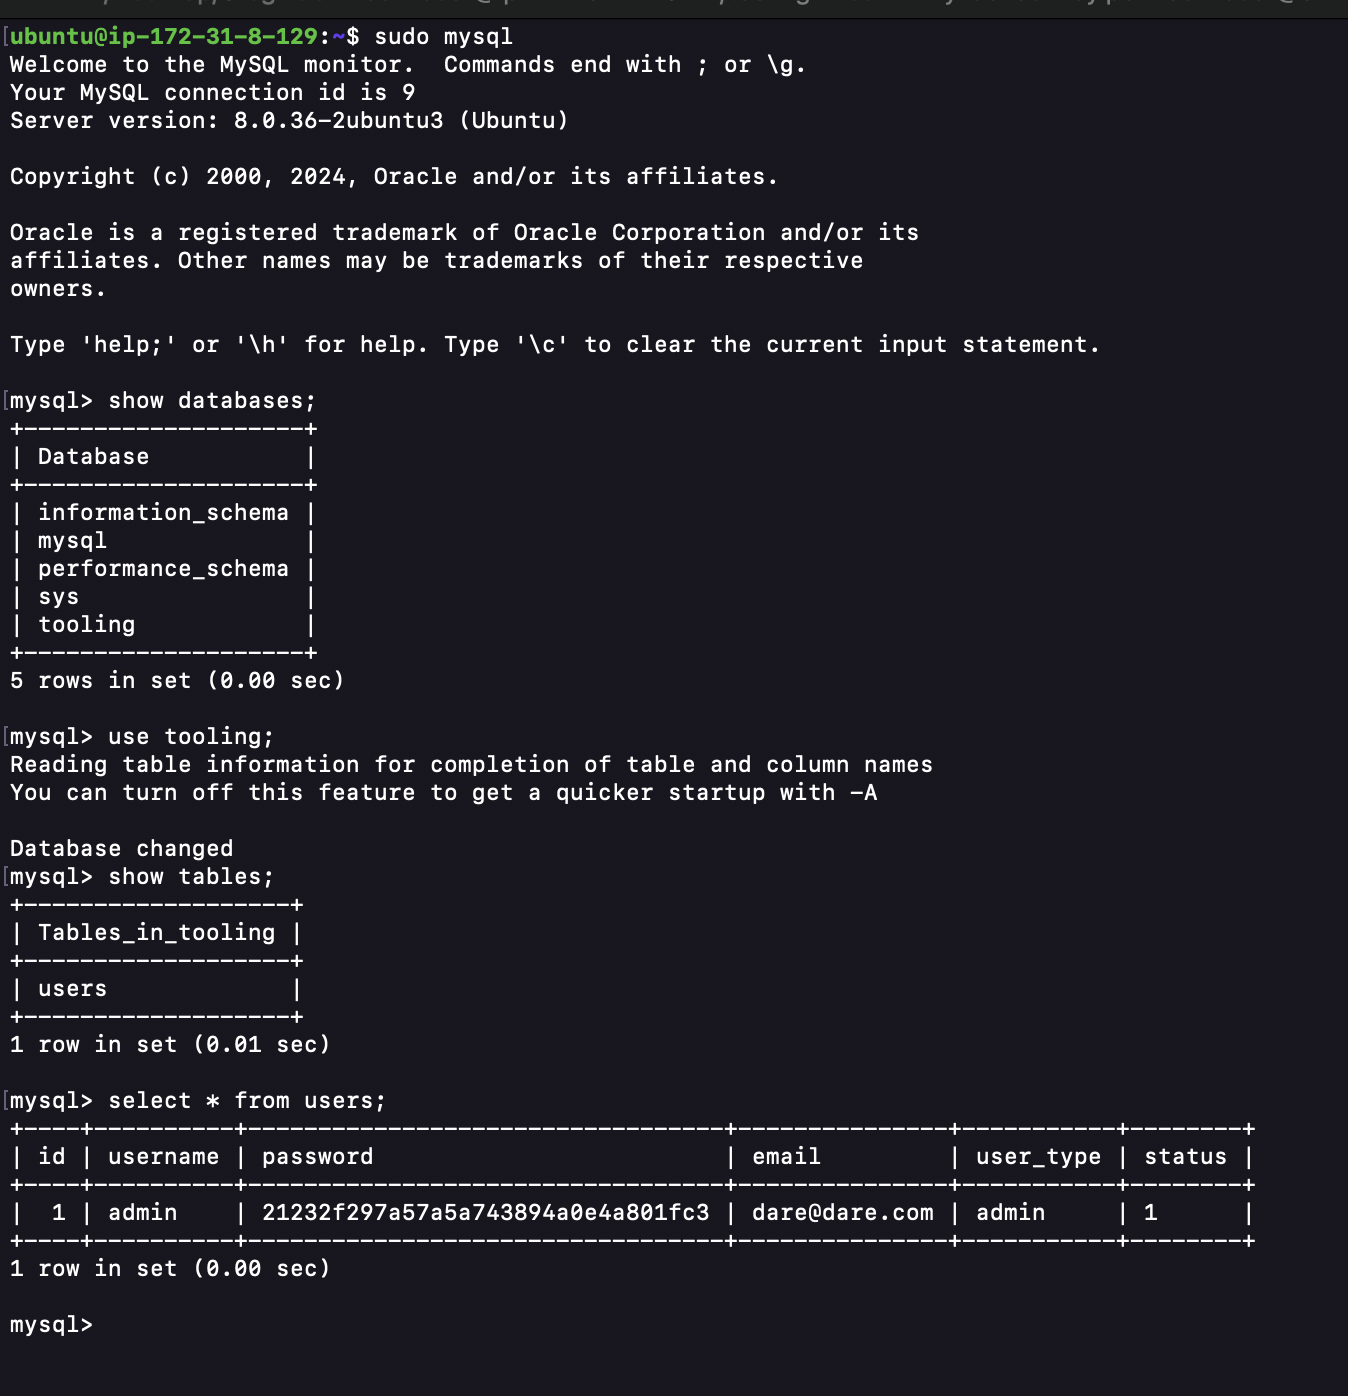 ubuntu@ip-172-31-8-129:~$ sudo mysql
Welcome to the MySQL monitor.  Commands end with ; or \g.
Your MySQL connection id is 9
Server version: 8.0.36-2ubuntu3 (Ubuntu)

Copyright (c) 2000, 2024, Oracle and/or its affiliates.

Oracle is a registered trademark of Oracle Corporation and/or its
affiliates. Other names may be trademarks of their respective
owners.

Type 'help;' or '\h' for help. Type '\c' to clear the current input statement.

mysql> show databases;
+--------------------+
| Database           |
+--------------------+
| information_schema |
| mysql              |
| performance_schema |
| sys                |
| tooling            |
+--------------------+
5 rows in set (0.00 sec)

mysql> use tooling;
Reading table information for completion of table and column names
You can turn off this feature to get a quicker startup with -A

Database changed
mysql> show tables;
+-------------------+
| Tables_in_tooling |
+-------------------+
| users             |
+-------------------+
1 row in set (0.01 sec)

mysql> select * from users;
+----+----------+----------------------------------+---------------+-----------+--------+
| id | username | password                         | email         | user_type | status |
+----+----------+----------------------------------+---------------+-----------+--------+
|  1 | admin    | 21232f297a57a5a743894a0e4a801fc3 | dare@dare.com | admin     | 1      |
+----+----------+----------------------------------+---------------+-----------+--------+
1 row in set (0.00 sec)

mysql>